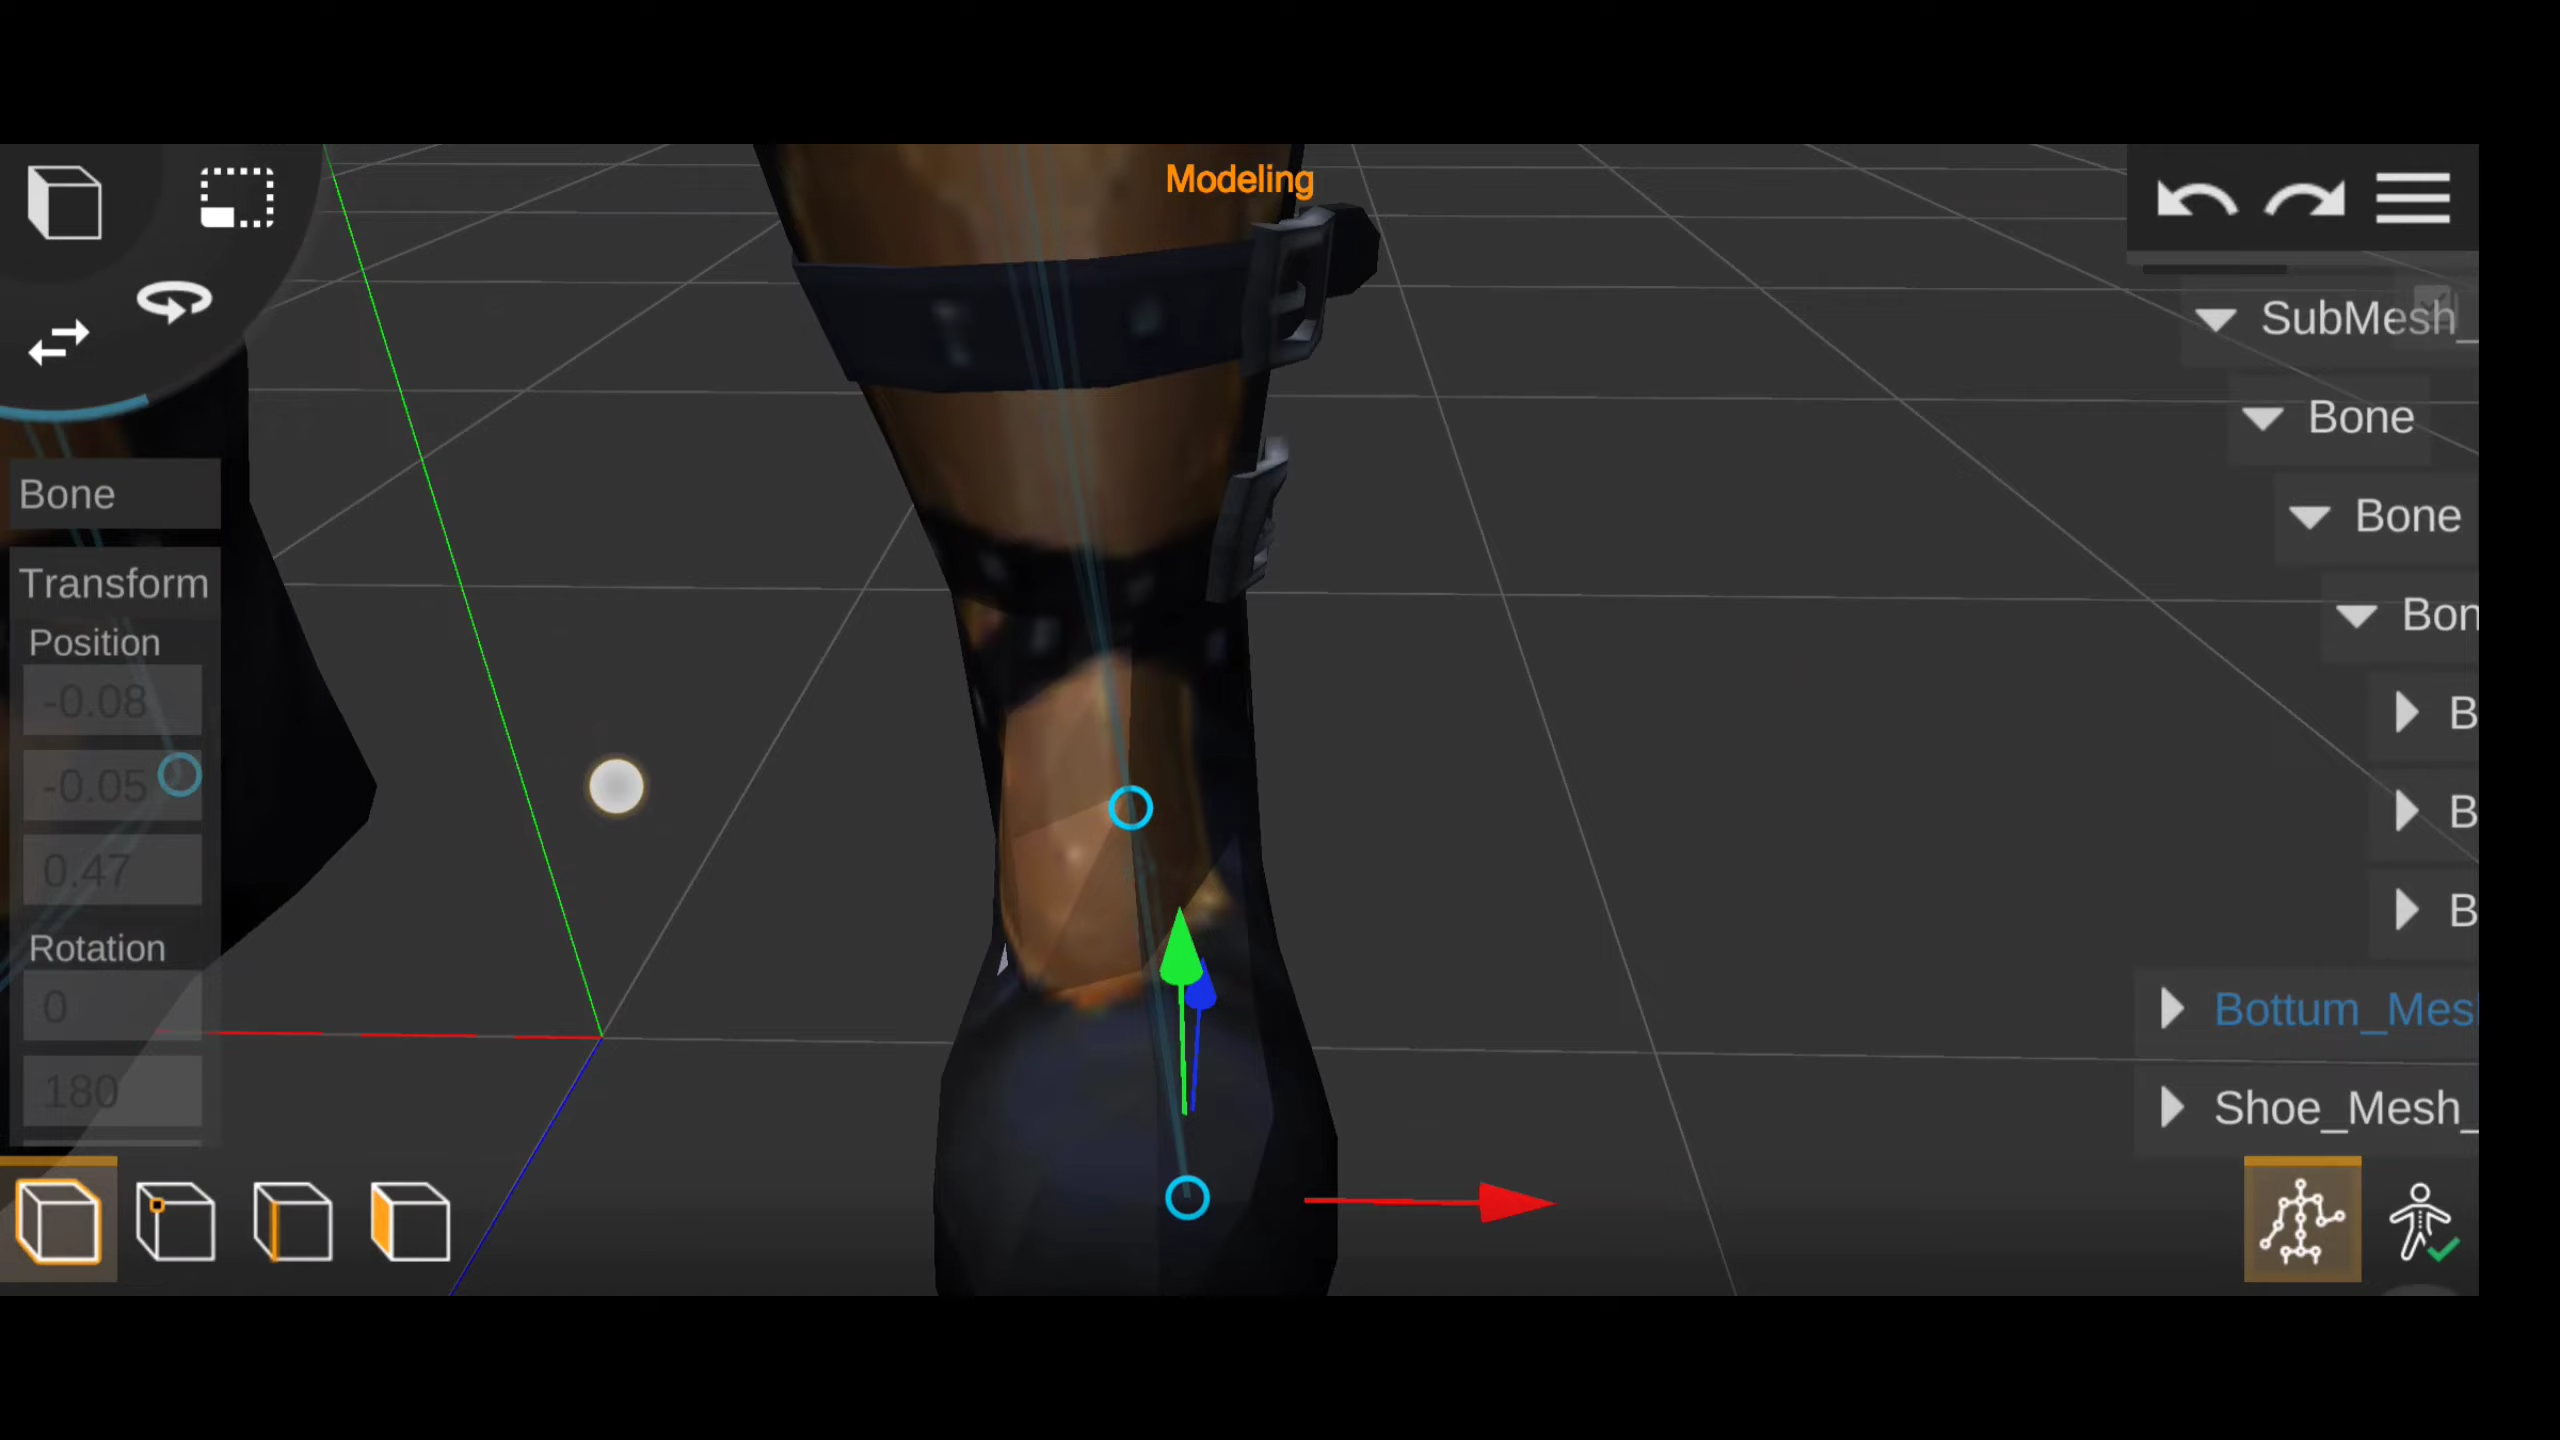 Modeling
SubMesh_
Bone
Bone
Bone
Transform
Bon
Position
-0.08
B
-0.05
B
0.47
B
Rotation
0
Bottum_Mes
180
Shoe_Mesh_